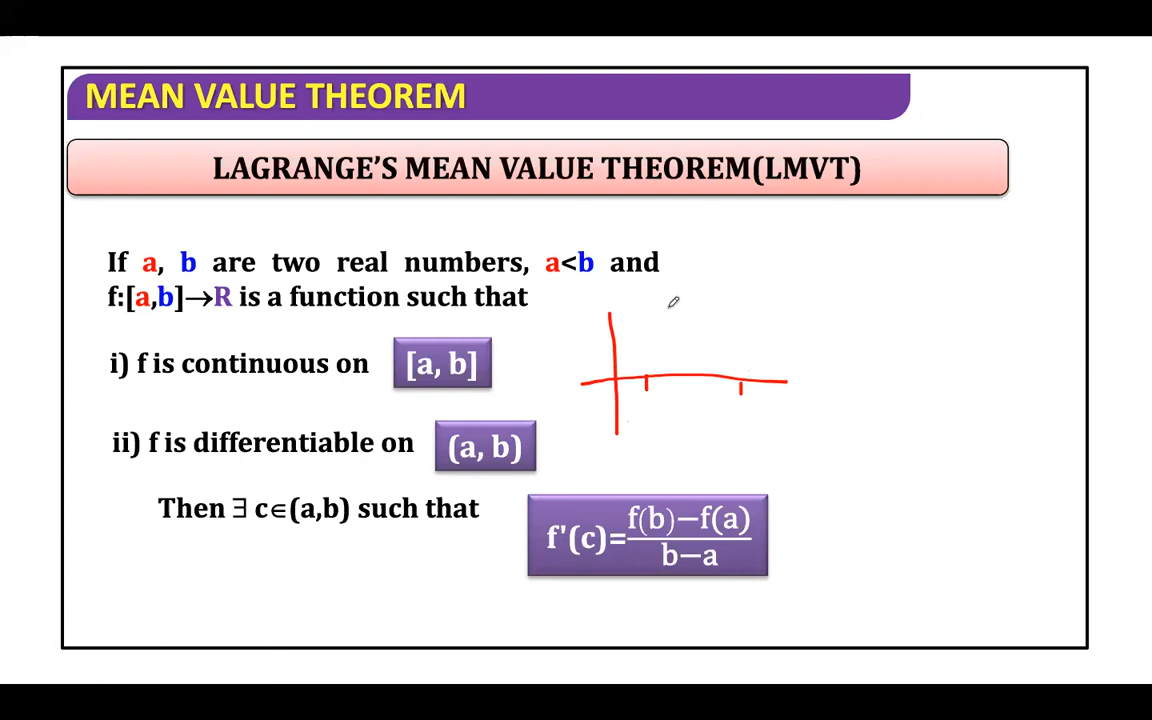 MEAN VALUE THEOREM
LAGRANGE’S MEAN VALUE THEOREM(LMVT)
If a, b are two real numbers, a<b and
f:[a,b]→R is a function such that
i) f is continuous on [a, b]
ii) f is differentiable on (a, b)
Then ∃ c∈(a,b) such that
f'(c)=f(b)−f(a)
b−a